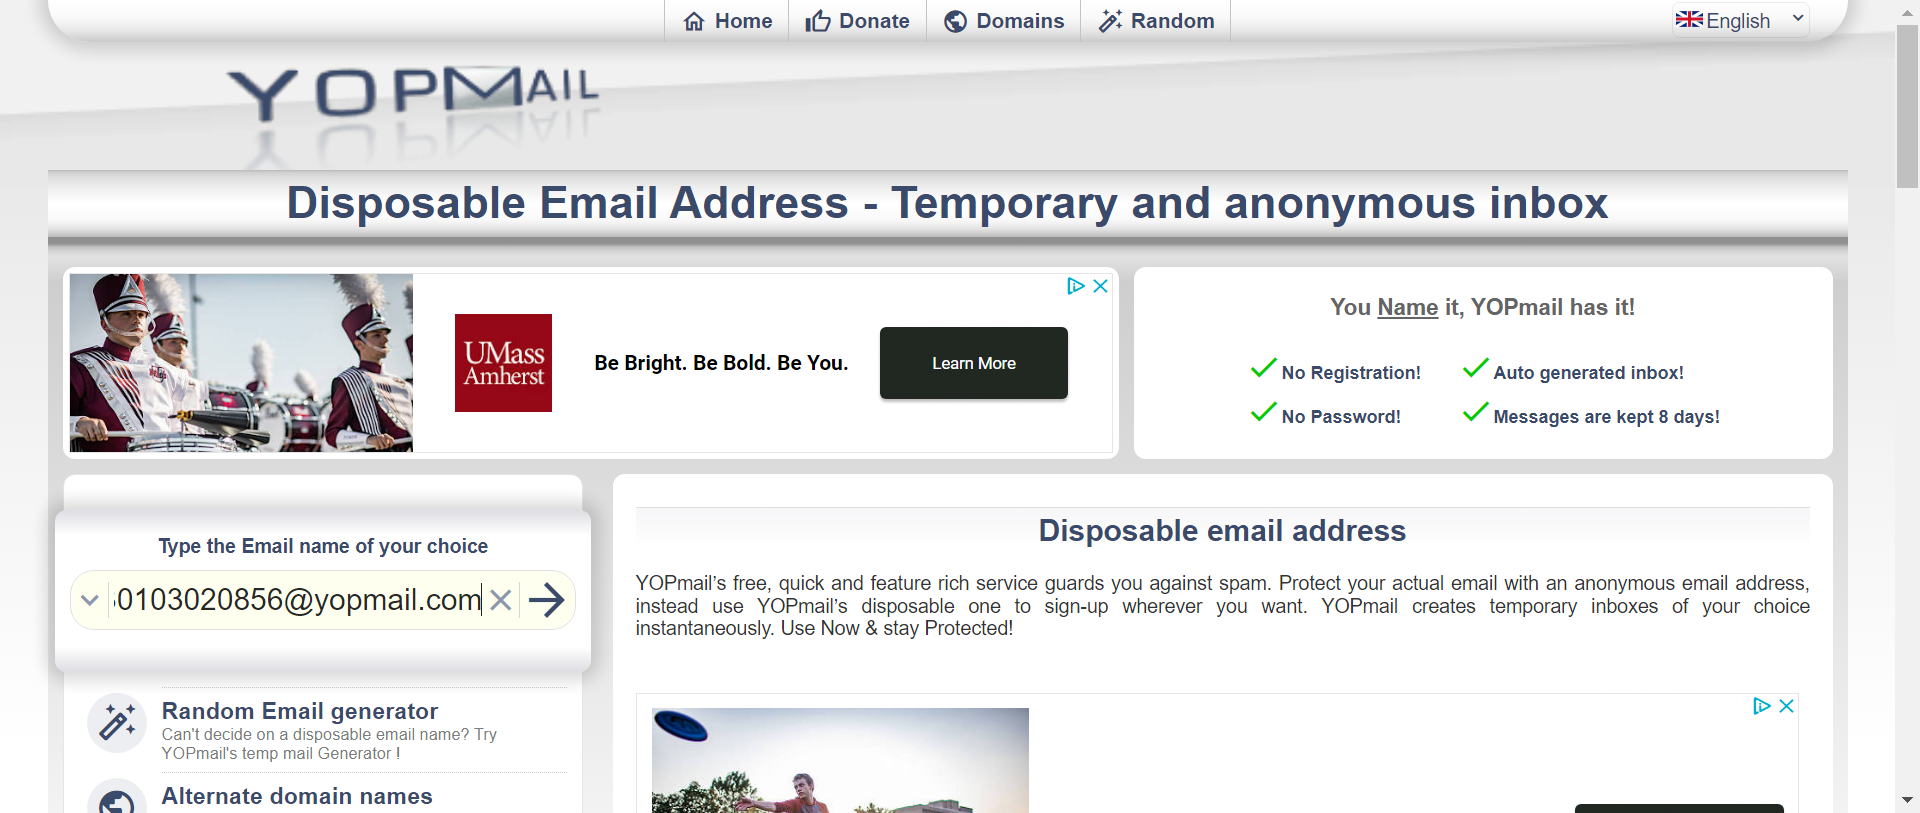 Home
Donate
Domains
Random
English
YOPMAIL
Disposable Email Address - Temporary and anonymous inbox
UMass
Amherst
Be Bright. Be Bold. Be You.
Learn More
You Name it, YOPmail has it!
No Registration!
Auto generated inbox!
No Password!
Messages are kept 8 days!
Type the Email name of your choice
0103020856@yopmail.com
Random Email generator
Can't decide on a disposable email name? Try
YOPmail's temp mail Generator !
Alternate domain names
Disposable email address
YOPmail's free, quick and feature rich service guards you against spam. Protect your actual email with an anonymous email address,
instead use YOPmail's disposable one to sign-up wherever you want. YOPmail creates temporary inboxes of your choice
instantaneously. Use Now & stay Protected!